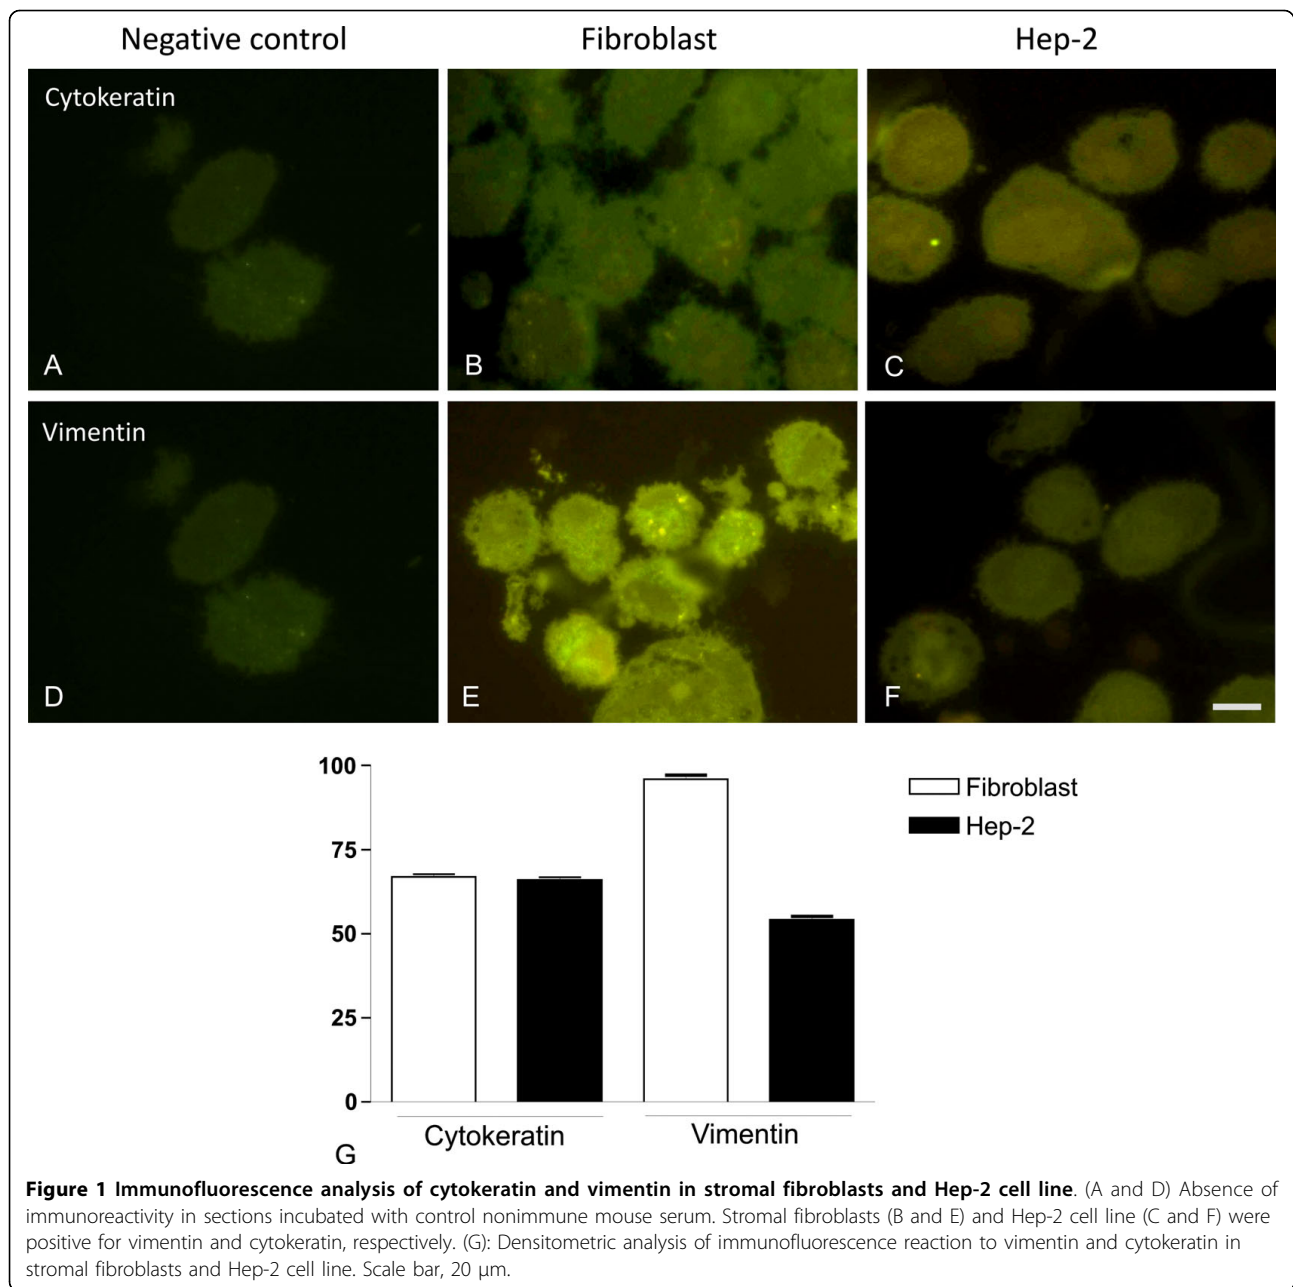 Negative control Fibroblast Hep-2
Cytokeratin
A B C
Vimentin
D E F
100
75
50
25
0
Fibroblast
Hep-2
Cytokeratin Vimentin
G
Figure 1 Immunofluorescence analysis of cytokeratin and vimentin in stromal fibroblasts and Hep-2 cell line. (A and D) Absence of
immunoreactivity in sections incubated with control nonimmune mouse serum. Stromal fibroblasts (B and E) and Hep-2 cell line (C and F) were
positive for vimentin and cytokeratin, respectively. (G): Densitometric analysis of immunofluorescence reaction to vimentin and cytokeratin in
stromal fibroblasts and Hep-2 cell line. Scale bar, 20 μm.